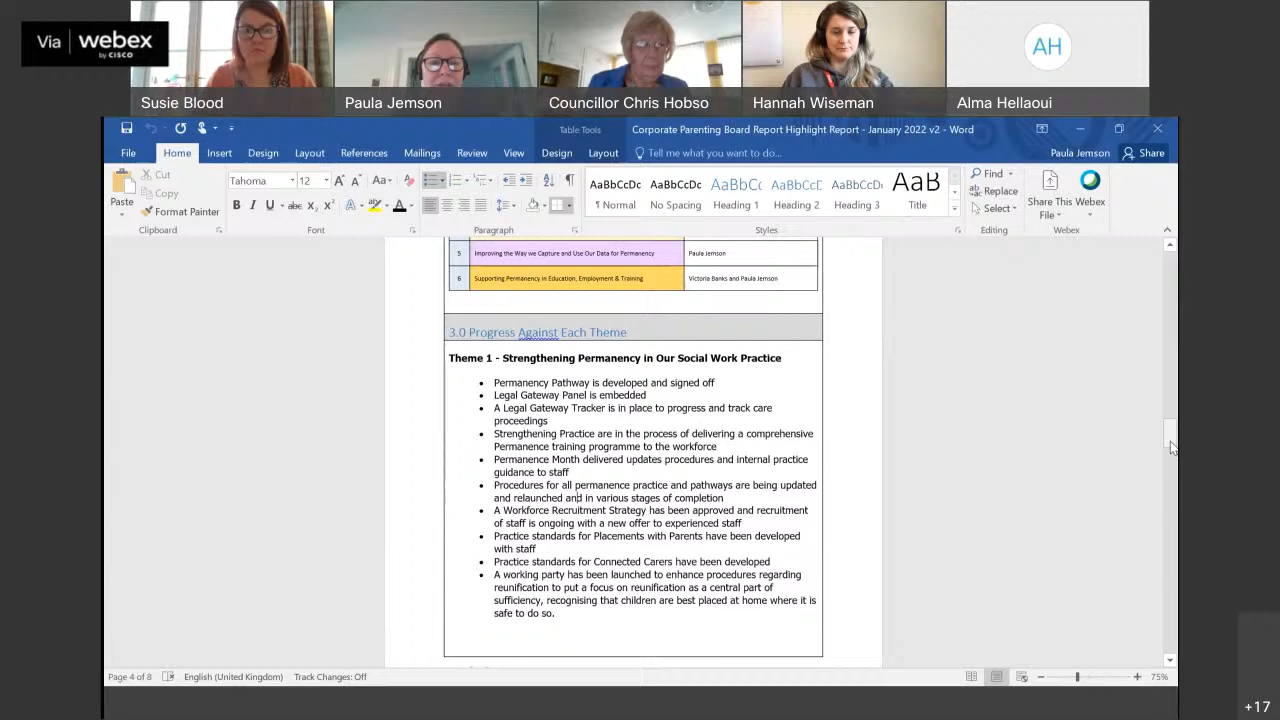 Via webex
by CISCO
Susie Blood
Paula Jemson
Councillor Chris Hobso
Hannah Wiseman
AH
Alma Hellaoui
Table Tools
Corporate Parenting Board Report Highlight Report - January 2022 v2 - Word
File Home Insert Design Layout References Mailings Review View Design Layout Tell me what you want to do...
Paula Jemson Share
Paste
Cut
Copy
Format Painter
Clipboard
Tahoma 12
Font
Paragraph
AaBbCcDc AaBbCcDc AaBbC( AaBbCcD AaBbCcD AaB
¶ Normal No Spacing Heading 1 Heading 2 Heading 3 Title
Styles
Find
Replace
Select
Editing
Share This File
Webex
Webex
5 Improving the Way we Capture and Use Our Data for Permanency Paula Jemson
6 Supporting Permanency in Education, Employment & Training Victoria Banks and Paula Jemson
3.0 Progress Against Each Theme
Theme 1 - Strengthening Permanency in Our Social Work Practice
• Permanency Pathway is developed and signed off
• Legal Gateway Panel is embedded
• A Legal Gateway Tracker is in place to progress and track care
proceedings
• Strengthening Practice are in the process of delivering a comprehensive
Permanence training programme to the workforce
• Permanence Month delivered updates procedures and internal practice
guidance to staff
• Procedures for all permanence practice and pathways are being updated
and relaunched and in various stages of completion
• A Workforce Recruitment Strategy has been approved and recruitment
of staff is ongoing with a new offer to experienced staff
• Practice standards for Placements with Parents have been developed
with staff
• Practice standards for Connected Carers have been developed
• A working party has been launched to enhance procedures regarding
reunification to put a focus on reunification as a central part of
sufficiency, recognising that children are best placed at home where it is
safe to do so.
Page 4 of 8 English (United Kingdom) Track Changes: Off 75%
+17